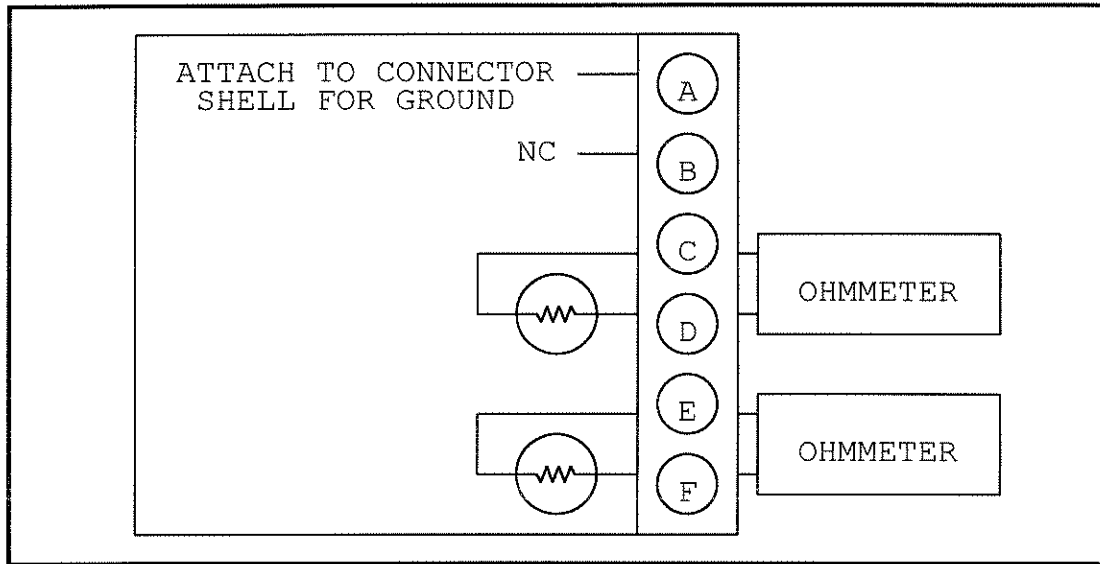 ATTACH TO CONNECTOR
SHELL FOR GROUND
A
NC
B
C
OHMMETER
D
E
OHMMETER
F